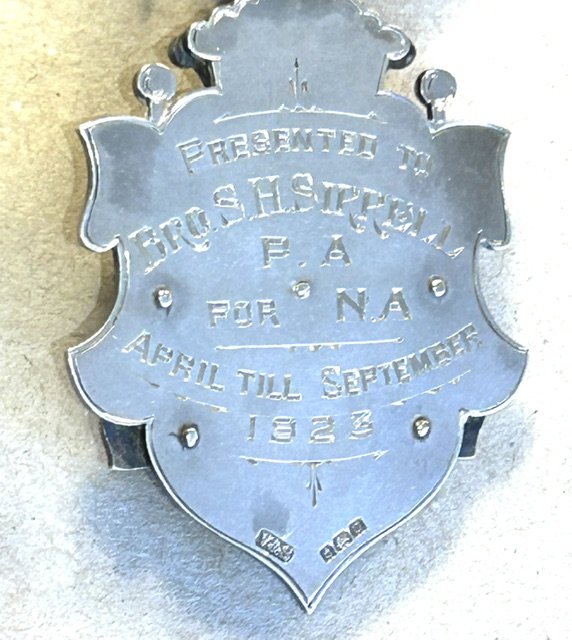 PRESENTED TO
BRO. S. H. SIPPELL
P. A
FOR N.A
APRIL TILL SEPTEMBER
1923